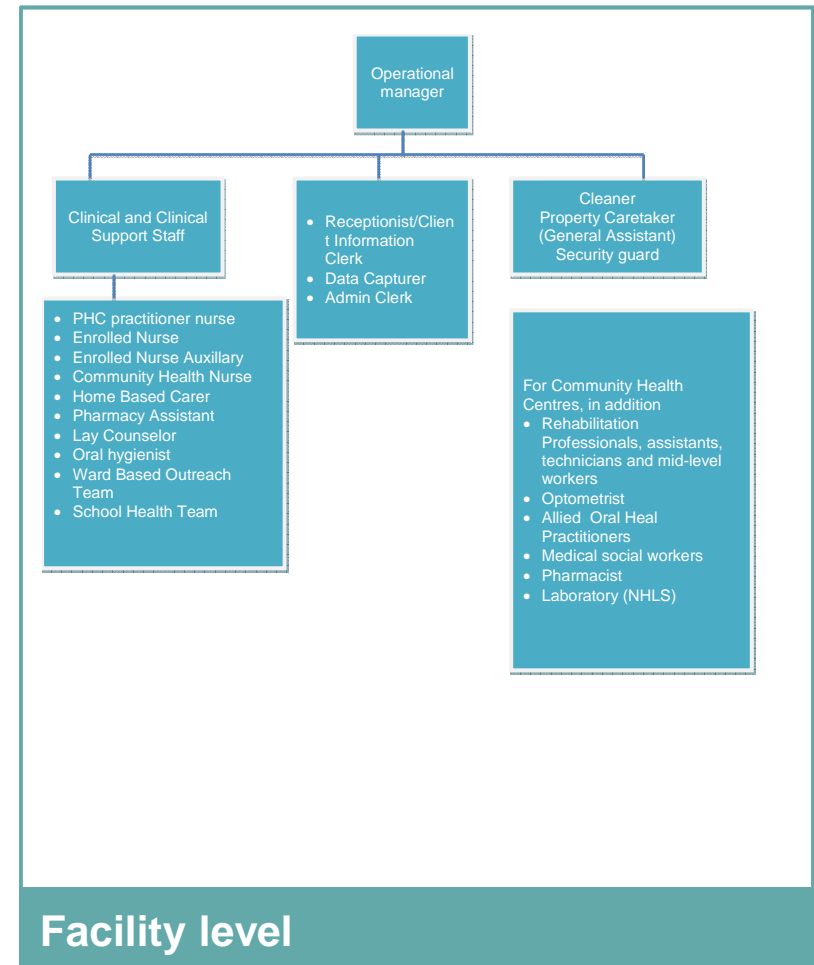 Operational
manager
Clinical and Clinical
Support Staff
• Receptionist/Clien
t Information
Clerk
• Data Capturer
• Admin Clerk
Cleaner
Property Caretaker
(General Assistant)
Security guard
• PHC practitioner nurse
• Enrolled Nurse
• Enrolled Nurse Auxillary
• Community Health Nurse
• Home Based Carer
• Pharmacy Assistant
• Lay Counselor
• Oral hygienist
• Ward Based Outreach
Team
• School Health Team
For Community Health
Centres, in addition
• Rehabilitation
Professionals, assistants,
technicians and mid-level
workers
• Optometrist
• Allied Oral Heal
Practitioners
• Medical social workers
• Pharmacist
• Laboratory (NHLS)
Facility level